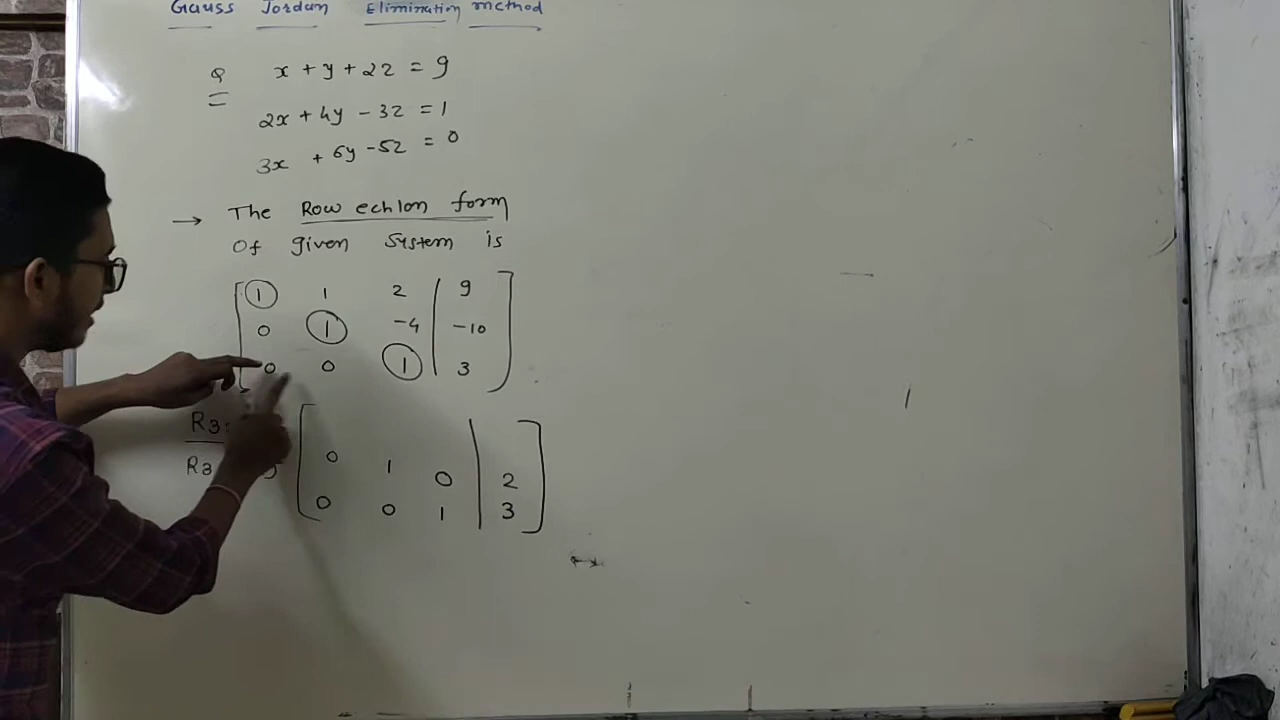 Gauss Jordan Elimination method
Q x + y + 2z = 9
2x + 4y - 3z = 1
3x + 6y - 5z = 0
→ The Row echlon form
Of given System is
[ 1 1 2 | 9 ]
[ 0 1 -4 | -10 ]
[ 0 0 1 | 3 ]
R3
R3
[ 0 1 0 | 2 ]
[ 0 0 1 | 3 ]